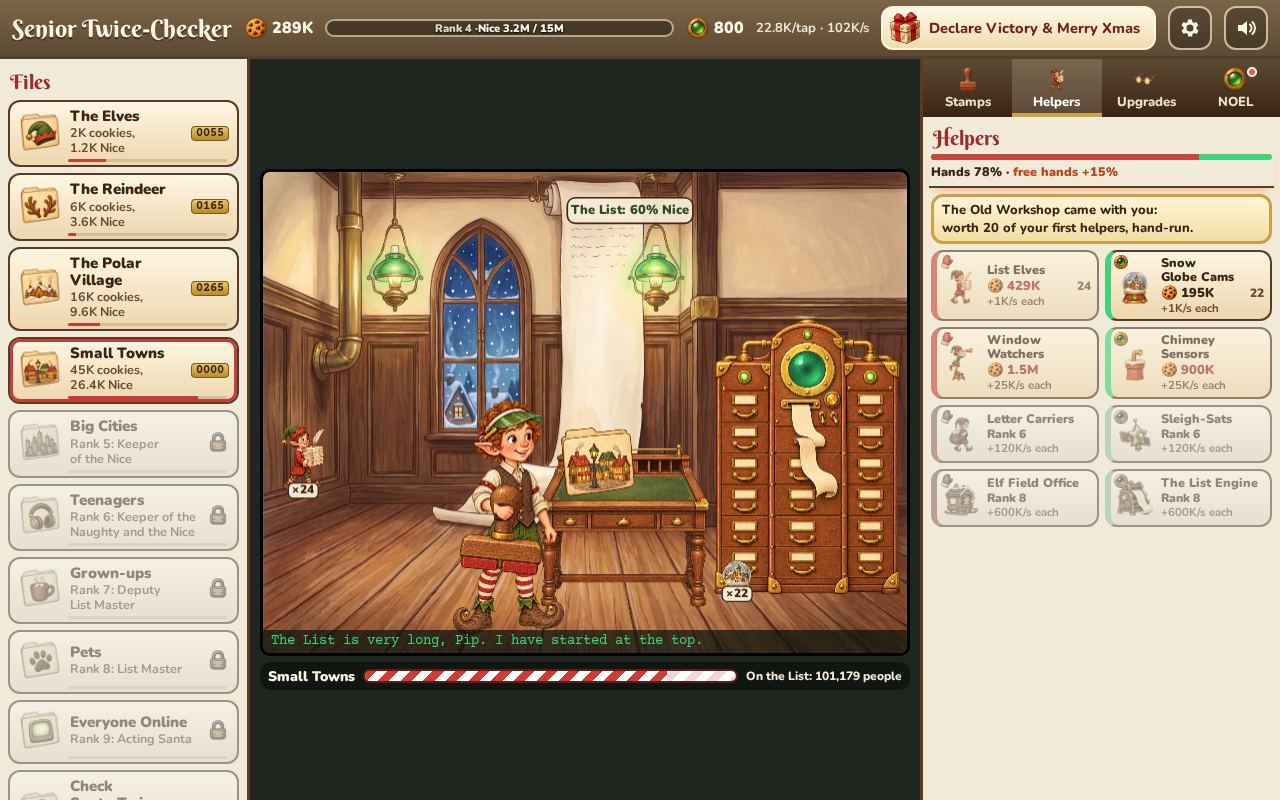 Senior Twice-Checker
289K
Rank 4 · Nice 3.2M / 15M
800
22.8K/tap · 102K/s
Declare Victory & Merry Xmas
Files
The Elves
2K cookies,
1.2K Nice
0055
The Reindeer
6K cookies,
3.6K Nice
0165
The Polar
Village
16K cookies,
9.6K Nice
0265
Small Towns
45K cookies,
26.4K Nice
0000
Big Cities
Rank 5: Keeper
of the Nice
Teenagers
Rank 6: Keeper of the
Naughty and the Nice
Grown-ups
Rank 7: Deputy
List Master
Pets
Rank 8: List Master
Everyone Online
Rank 9: Acting Santa
Check
The List: 60% Nice
×24
×22
The List is very long, Pip. I have started at the top.
Small Towns
On the List: 101,179 people
Stamps
Helpers
Upgrades
NOEL
Helpers
Hands 78% · free hands +15%
The Old Workshop came with you:
worth 20 of your first helpers, hand-run.
List Elves
429K
24
+1K/s each
Snow
Globe Cams
195K
22
+1K/s each
Window
Watchers
1.5M
+25K/s each
Chimney
Sensors
900K
+25K/s each
Letter Carriers
Rank 6
+120K/s each
Sleigh-Sats
Rank 6
+120K/s each
Elf Field Office
Rank 8
+600K/s each
The List Engine
Rank 8
+600K/s each